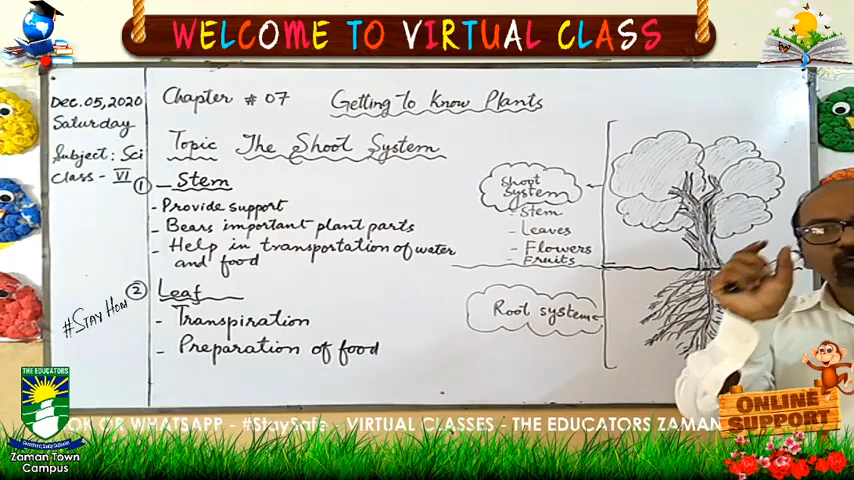 WELCOME TO VIRTUAL CLASS
Dec. 05, 2020
Saturday
Subject: Sci
Class - VI
Chapter # 07 Getting To Know Plants
Topic The Shoot System
① - Stem
- Provide support
- Bears important plant parts
- Help in transportation of water
and food
② Leaf
- Transpiration
- Preparation of food
#STAY HOM
Shoot
System
- Stem
- Leaves
- Flowers
- Fruits
Root system
ONLINE
SUPPORT
THE EDUCATORS
Zaman Town
Campus
OK OR WHATSAPP - #StaySafe - VIRTUAL CLASSES - THE EDUCATORS ZAMAN